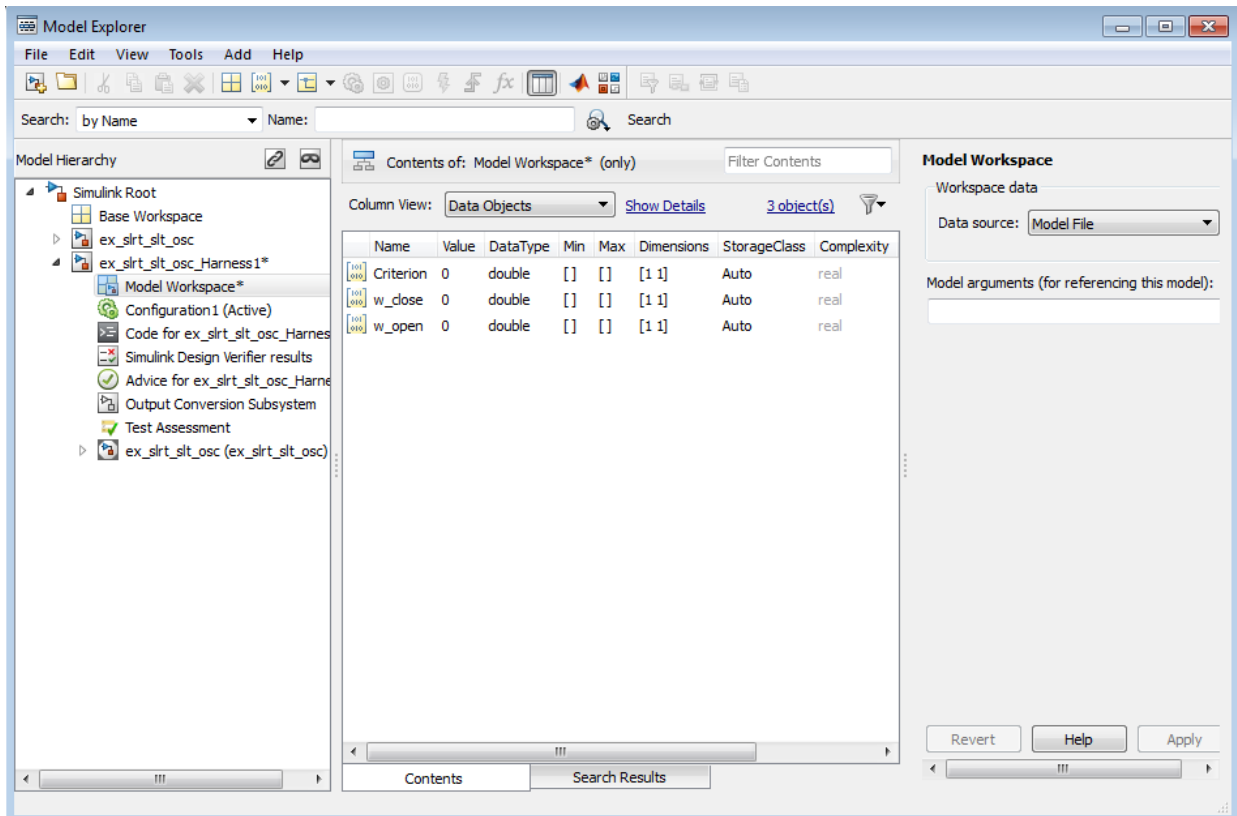 Model Explorer
File Edit View Tools Add Help
fx
Search: by Name Name: Search
Model Hierarchy
Simulink Root
Base Workspace
ex_slrt_slt_osc
ex_slrt_slt_osc_Harness1*
Model Workspace*
Configuration1 (Active)
Code for ex_slrt_slt_osc_Harnes
Simulink Design Verifier results
Advice for ex_slrt_slt_osc_Harne
Output Conversion Subsystem
Test Assessment
ex_slrt_slt_osc (ex_slrt_slt_osc)
Contents of: Model Workspace* (only) Filter Contents
Column View: Data Objects Show Details 3 object(s)
Name Value DataType Min Max Dimensions StorageClass Complexity
Criterion 0 double [] [] [1 1] Auto real
w_close 0 double [] [] [1 1] Auto real
w_open 0 double [] [] [1 1] Auto real
Contents Search Results
Model Workspace
Workspace data
Data source: Model File
Model arguments (for referencing this model):
Revert Help Apply